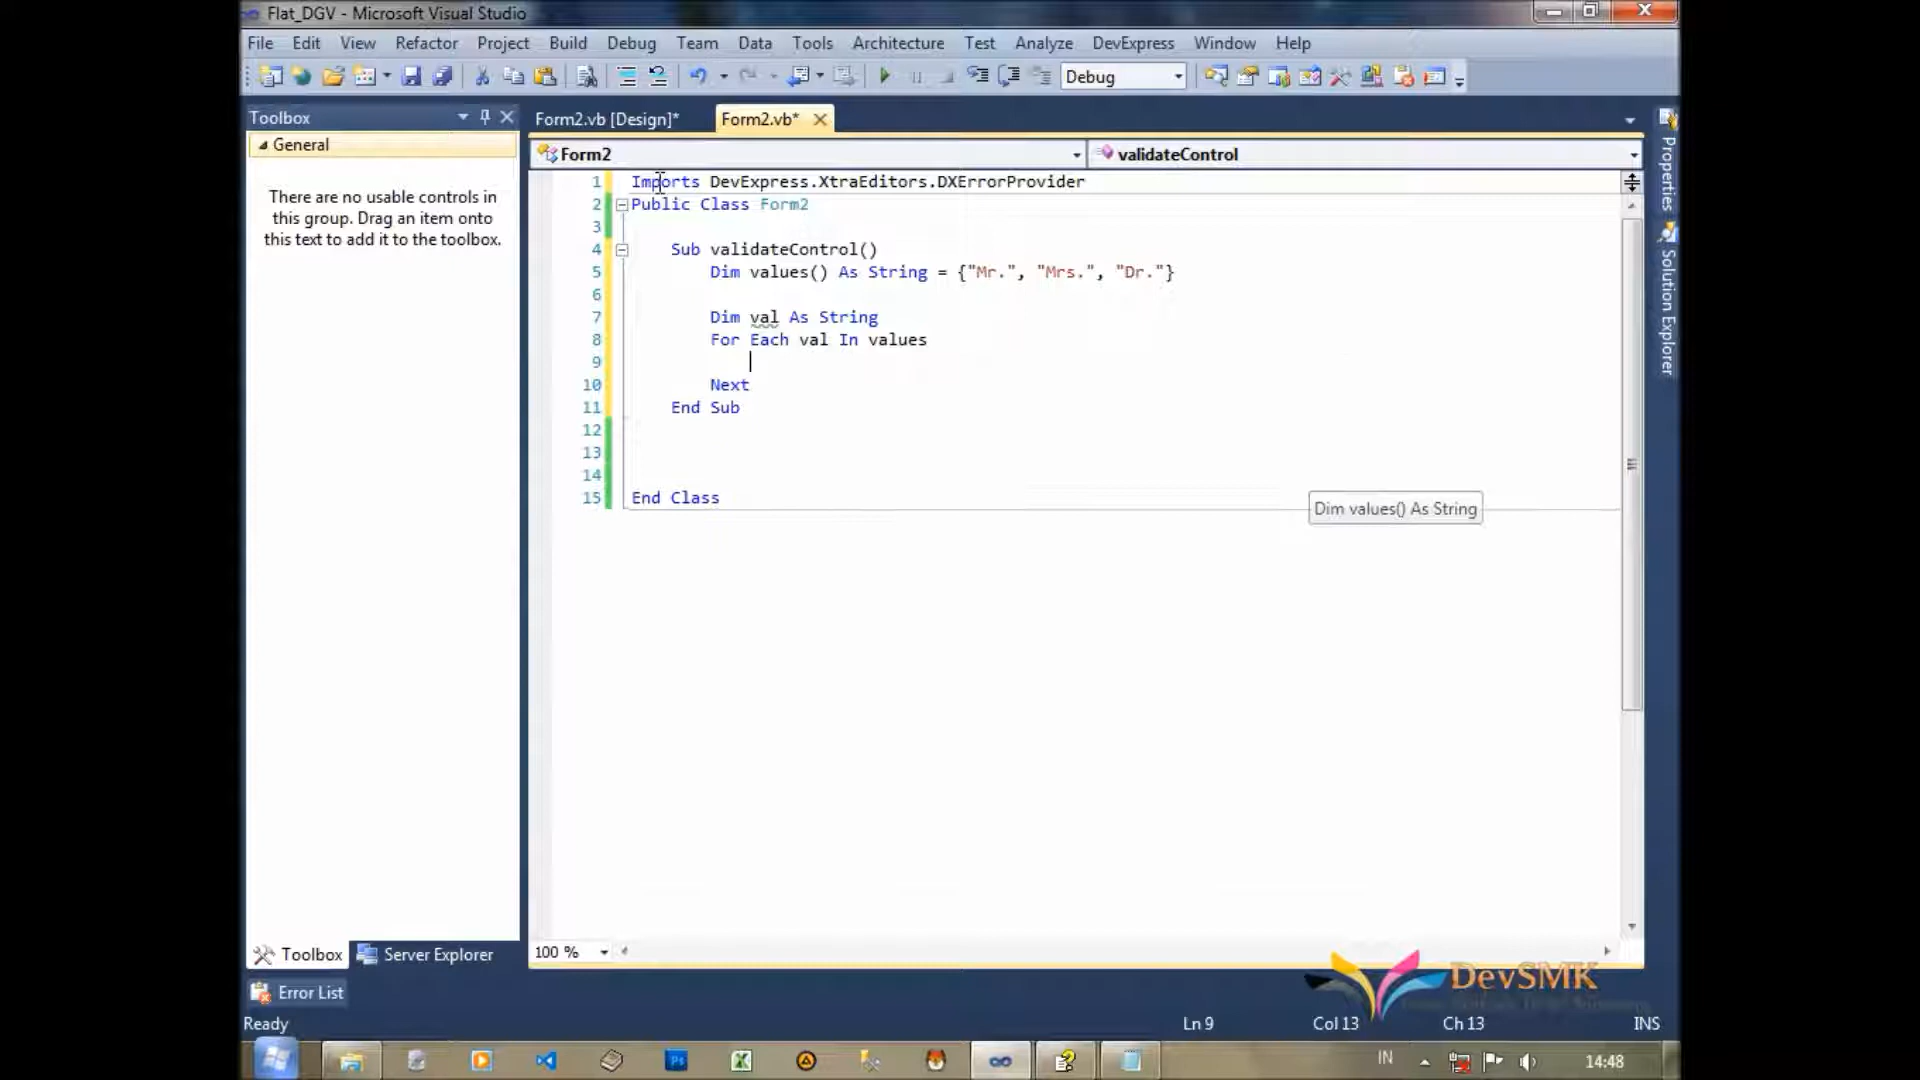 Flat_DGV - Microsoft Visual Studio
File Edit View Refactor Project Build Debug Team Data Tools Architecture Test Analyze DevExpress Window Help
Debug
Toolbox
General
There are no usable controls in
this group. Drag an item onto
this text to add it to the toolbox.
Form2.vb [Design]*
Form2.vb*
Form2
validateControl
1 Imports DevExpress.XtraEditors.DXErrorProvider
2 Public Class Form2
3
4 Sub validateControl()
5 Dim values() As String = {"Mr.", "Mrs.", "Dr."}
6
7 Dim val As String
8 For Each val In values
9
10 Next
11 End Sub
12
13
14
15 End Class
Dim values() As String
Properties
Solution Explorer
100 %
Toolbox
Server Explorer
Error List
DevSMK
Ready
Ln 9
Col 13
Ch 13
INS
Ps
IN
14:48